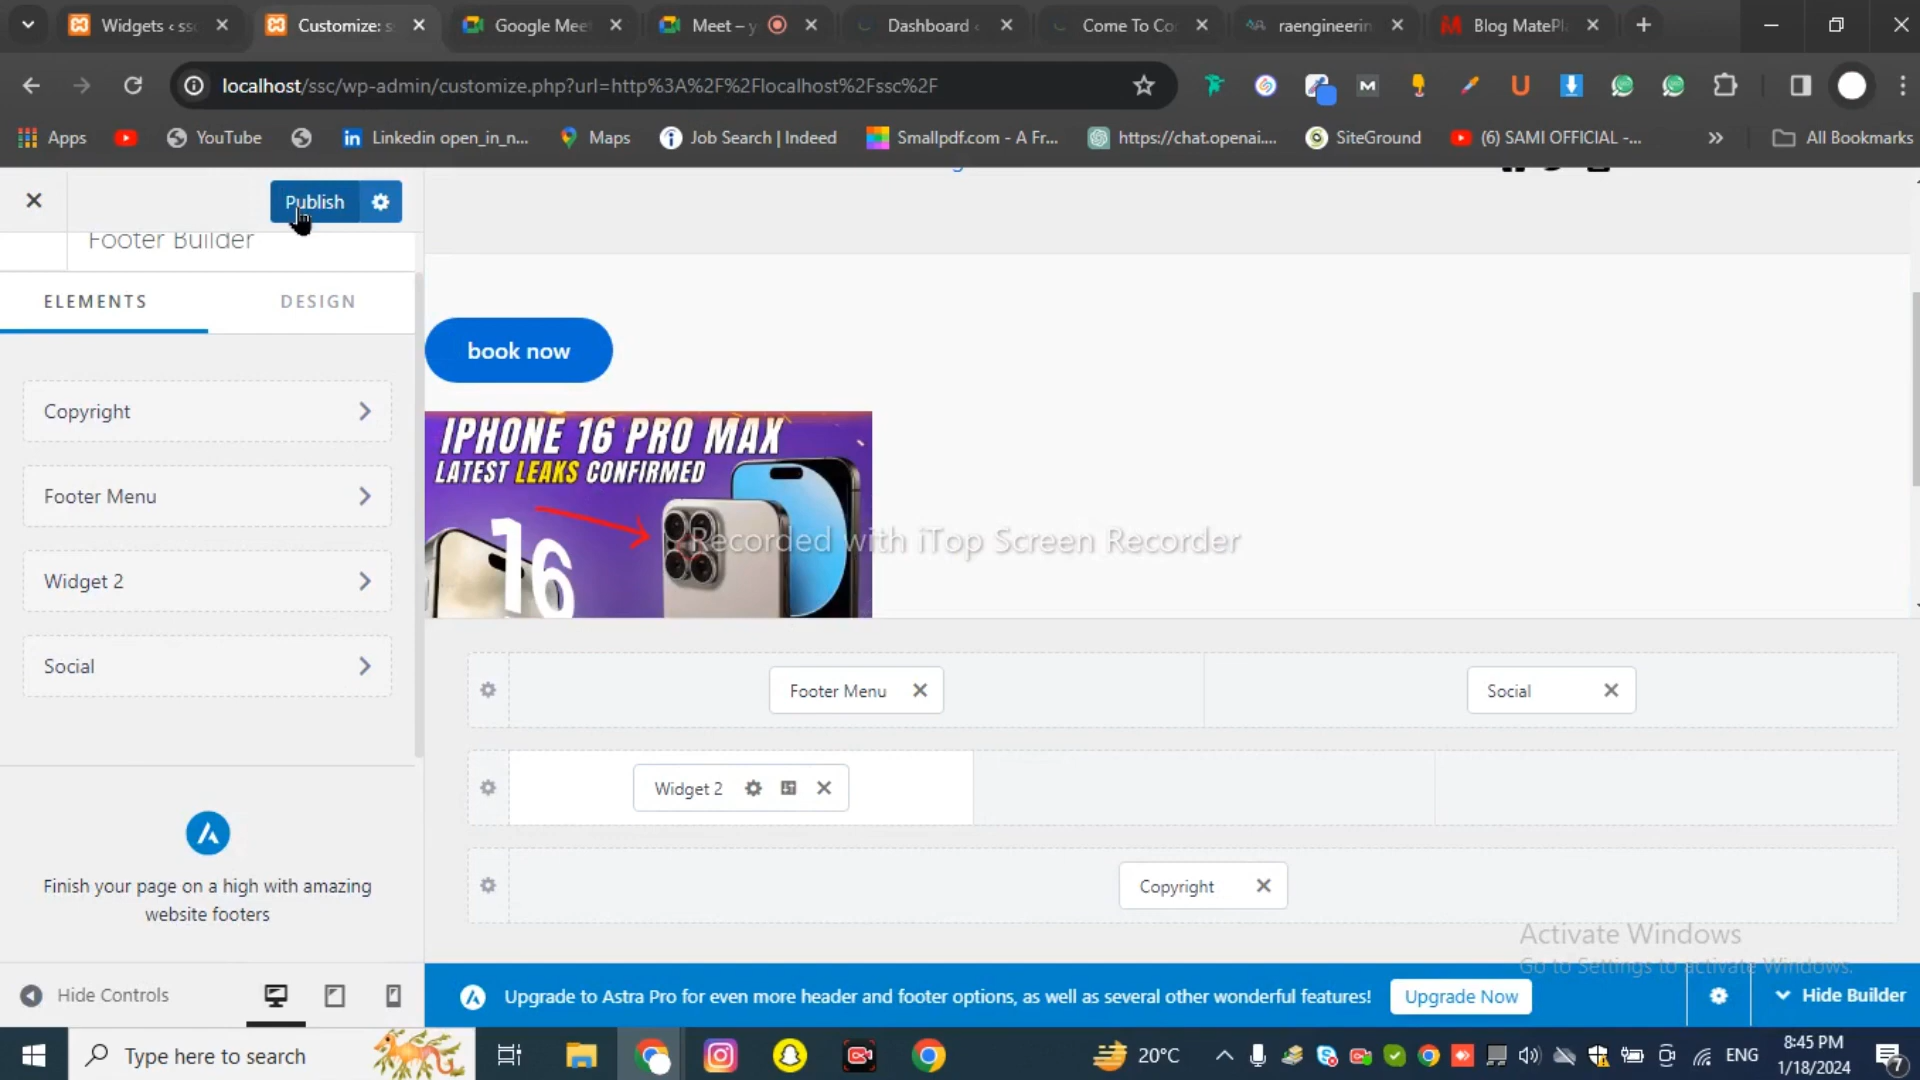 Widgets ‹ ss
Customize: s
Google Mee
Meet – y
Dashboard ‹
Come To Co
raengineerin
Blog MatePl
localhost/ssc/wp-admin/customize.php?url=http%3A%2F%2Flocalhost%2Fssc%2F
Apps
YouTube
Linkedin open_in_n...
Maps
Job Search | Indeed
Smallpdf.com - A Fr...
https://chat.openai....
SiteGround
(6) SAMI OFFICIAL -...
All Bookmarks
Publish
Footer Builder
ELEMENTS
DESIGN
Copyright
Footer Menu
Widget 2
Social
Finish your page on a high with amazing
website footers
Hide Controls
book now
IPHONE 16 PRO MAX
LATEST LEAKS CONFIRMED
16
Recorded with iTop Screen Recorder
Footer Menu
Social
Widget 2
Copyright
Activate Windows
Go to Settings to activate Windows.
Upgrade to Astra Pro for even more header and footer options, as well as several other wonderful features!
Upgrade Now
Hide Builder
Type here to search
20°C
ENG
8:45 PM
1/18/2024
7